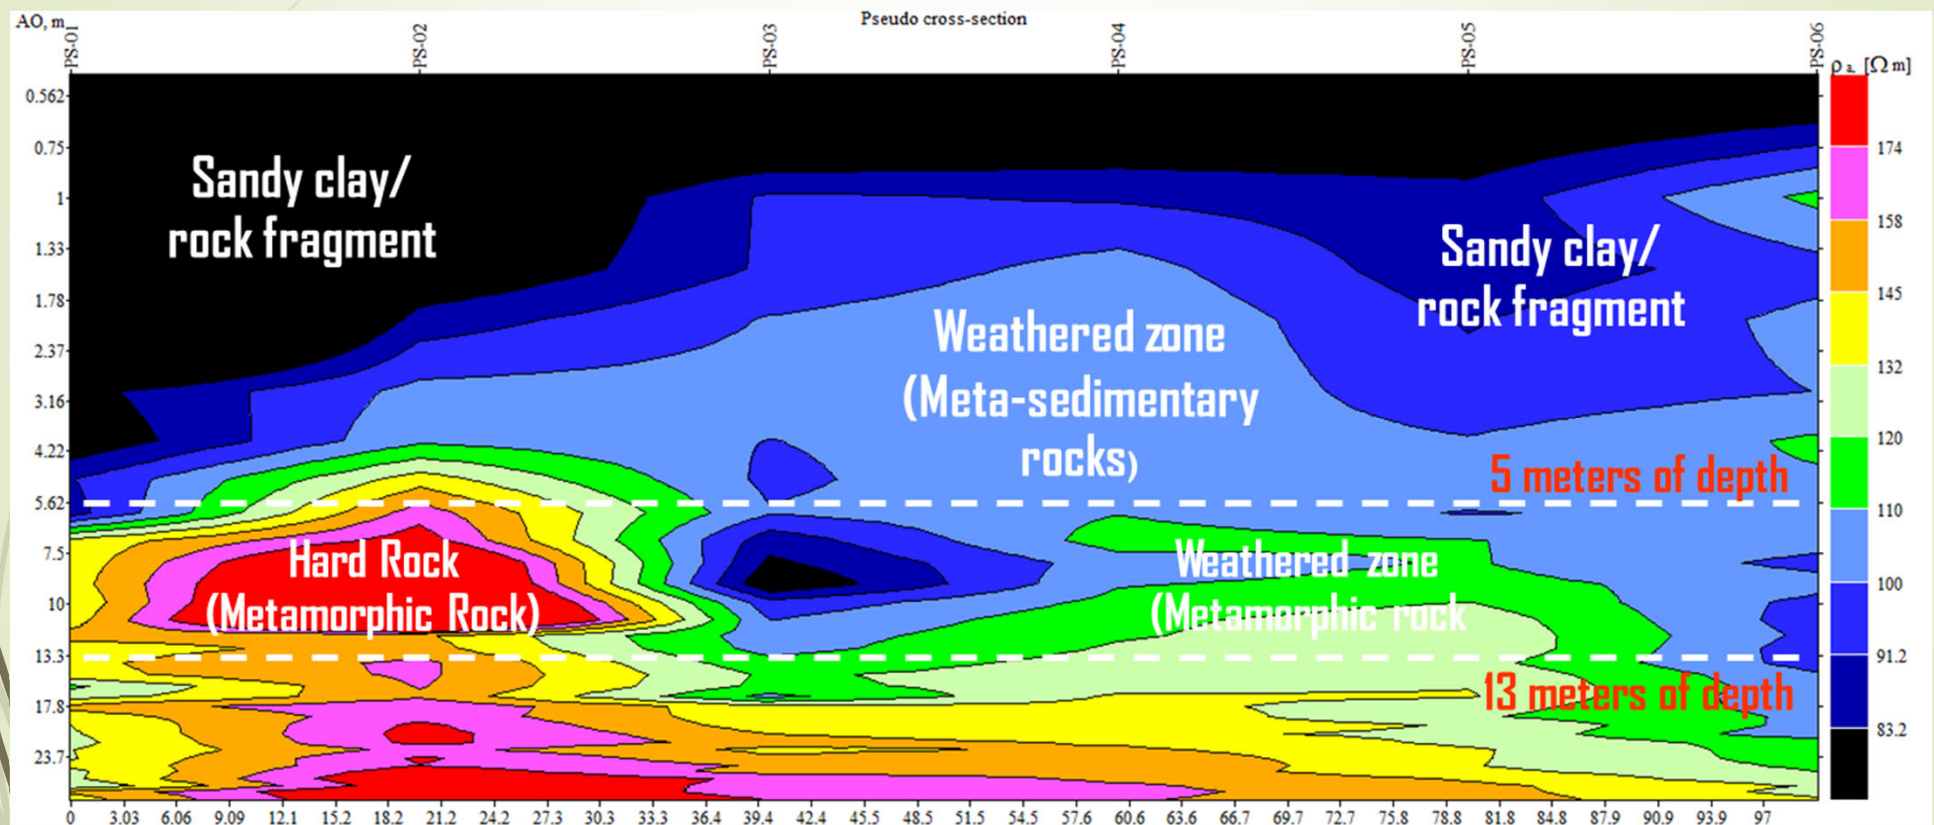 AO, m
Pseudo cross-section
PS-01
PS-02
PS-03
PS-04
PS-05
PS-06
ρ a, [Ω m]
0.562
0.75
1
1.33
1.78
2.37
3.16
4.22
5.62
7.5
10
13.3
17.8
23.7
Sandy clay/
rock fragment
Sandy clay/
rock fragment
Weathered zone
(Meta-sedimentary
rocks)
5 meters of depth
Hard Rock
(Metamorphic Rock)
Weathered zone
(Metamorphic rock
13 meters of depth
174
158
145
132
120
110
100
91.2
83.2
0 3.03 6.06 9.09 12.1 15.2 18.2 21.2 24.2 27.3 30.3 33.3 36.4 39.4 42.4 45.5 48.5 51.5 54.5 57.6 60.6 63.6 66.7 69.7 72.7 75.8 78.8 81.8 84.8 87.9 90.9 93.9 97